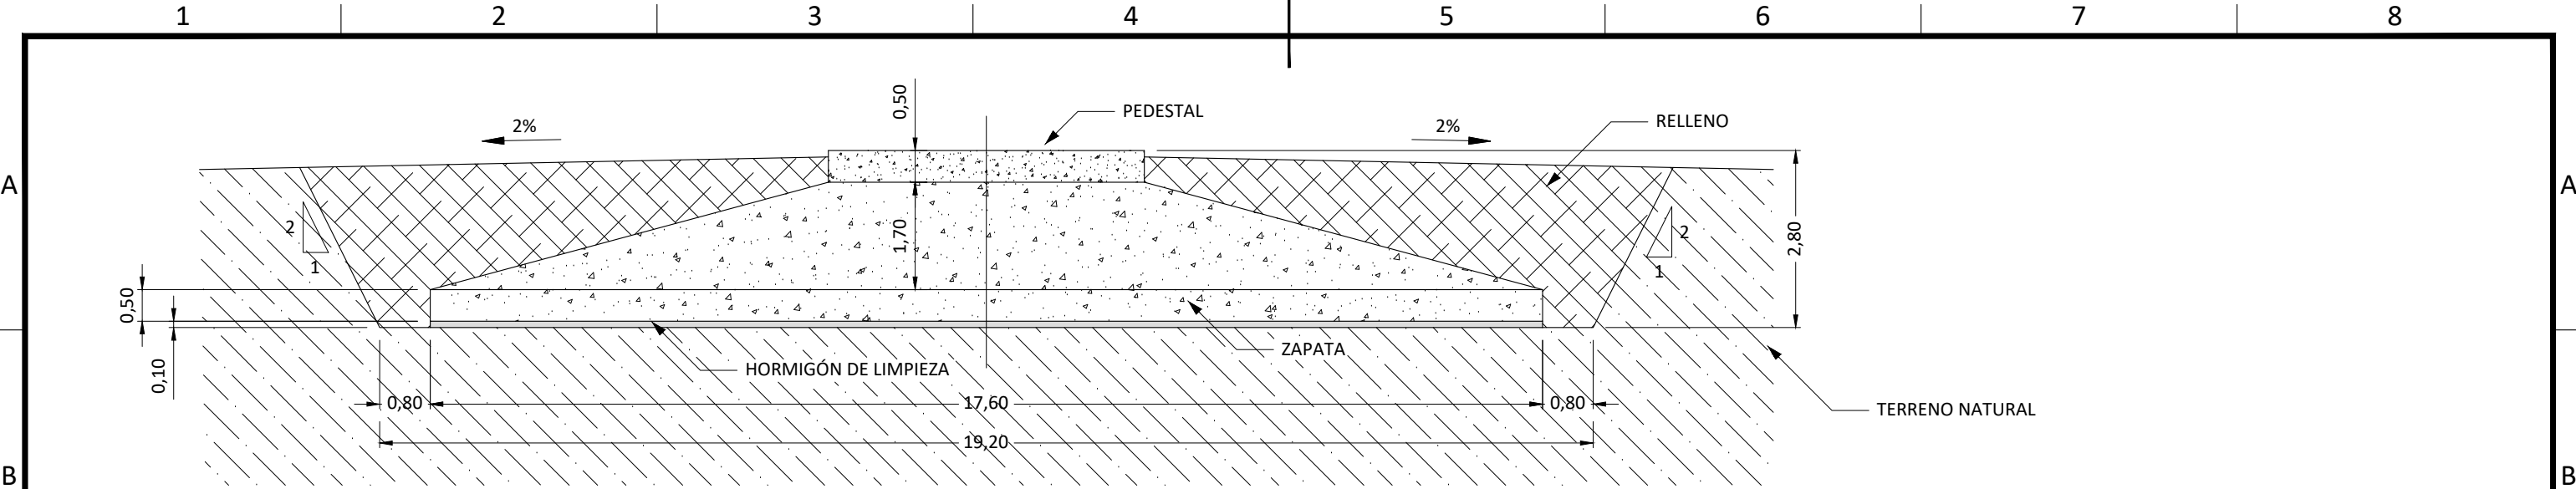 1 2 3 4 5 6 7 8
0,50
PEDESTAL
2% 2%
RELLENO
A A
2 2
1,70
2,80
1 1
0,50
ZAPATA
0,10
HORMIGÓN DE LIMPIEZA
0,80 17,60 0,80
TERRENO NATURAL
19,20
B B